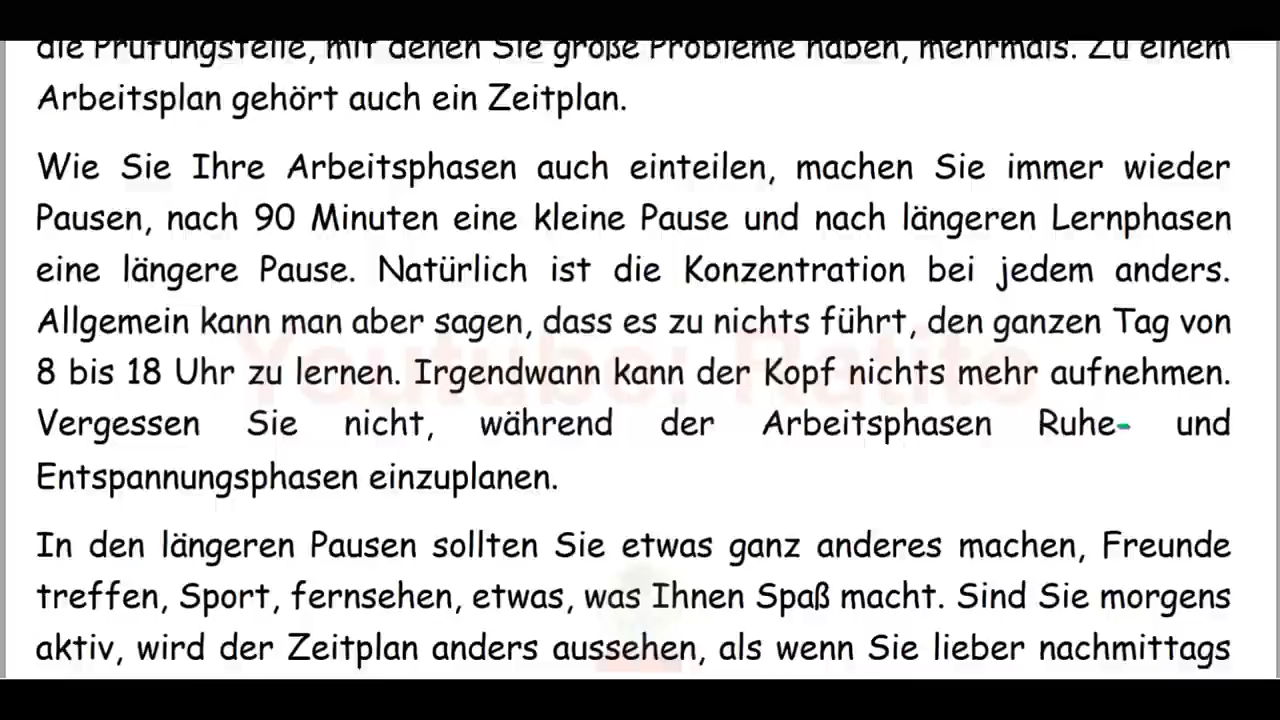 die Prüfungsteile, mit denen Sie große Probleme haben, mehrmals. Zu einem
Arbeitsplan gehört auch ein Zeitplan.
Wie Sie Ihre Arbeitsphasen auch einteilen, machen Sie immer wieder
Pausen, nach 90 Minuten eine kleine Pause und nach längeren Lernphasen
eine längere Pause. Natürlich ist die Konzentration bei jedem anders.
Allgemein kann man aber sagen, dass es zu nichts führt, den ganzen Tag von
8 bis 18 Uhr zu lernen. Irgendwann kann der Kopf nichts mehr aufnehmen.
Vergessen Sie nicht, während der Arbeitsphasen Ruhe- und
Entspannungsphasen einzuplanen.
In den längeren Pausen sollten Sie etwas ganz anderes machen, Freunde
treffen, Sport, fernsehen, etwas, was Ihnen Spaß macht. Sind Sie morgens
aktiv, wird der Zeitplan anders aussehen, als wenn Sie lieber nachmittags